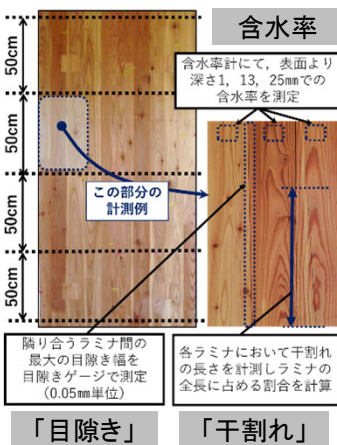 含水率
含水率計にて，表面より
深さ1，13，25㎜での
含水率を測定
50cm
50cm
50cm
50cm
この部分の
計測例
隣り合うラミナ間の
最大の目隙き幅を
目隙きゲージで測定
（0.05㎜単位）
各ラミナにおいて干割れ
の長さを計測しラミナの
全長に占める割合を計算
「目隙き」
「干割れ」